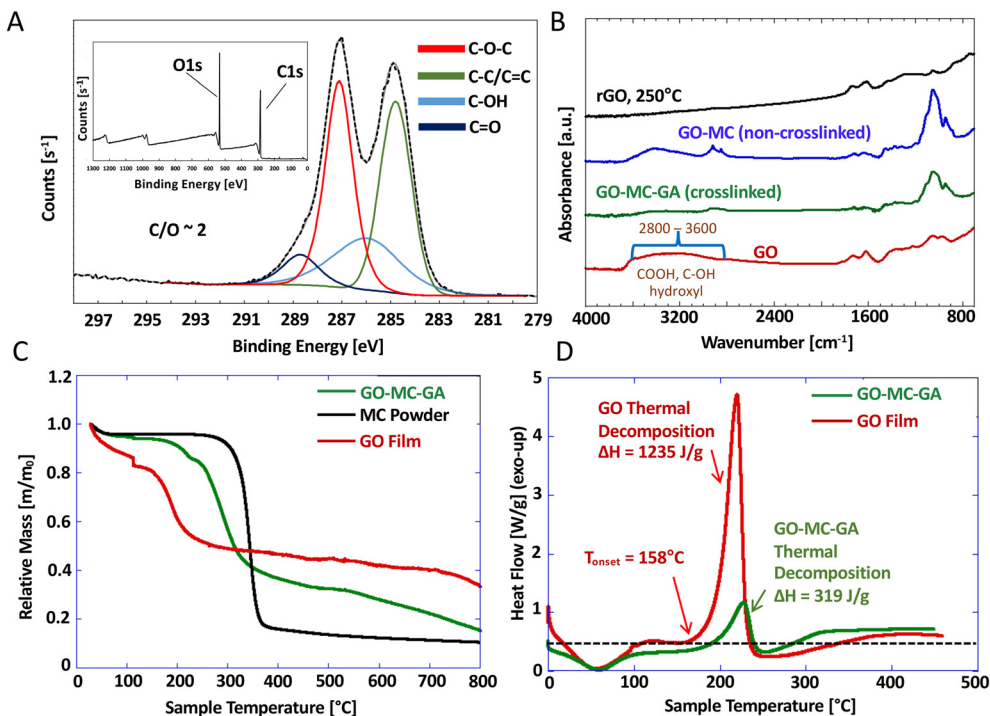 A
O1s
C1s
Counts [s-1]
1300 1200 1100 1000 900 800 700 600 500 400 300 200 100 0
Binding Energy [eV]
C-O-C
C-C/C=C
C-OH
C=O
C/O ~ 2
Counts [s-1]
297 295 293 291 289 287 285 283 281 279
Binding Energy [eV]
B
rGO, 250°C
GO-MC (non-crosslinked)
GO-MC-GA (crosslinked)
2800 – 3600
GO
COOH, C-OH
hydroxyl
Absorbance [a.u.]
4000 3200 2400 1600 800
Wavenumber [cm-1]
C
GO-MC-GA
MC Powder
GO Film
Relative Mass [m/m0]
1.2
1.0
0.8
0.6
0.4
0.2
0
0 100 200 300 400 500 600 700 800
Sample Temperature [°C]
D
GO-MC-GA
GO Film
GO Thermal
Decomposition
ΔH = 1235 J/g
Tonset = 158°C
GO-MC-GA
Thermal
Decomposition
ΔH = 319 J/g
Heat Flow [W/g] (exo-up)
5
4
3
2
1
0
0 100 200 300 400 500
Sample Temperature [°C]